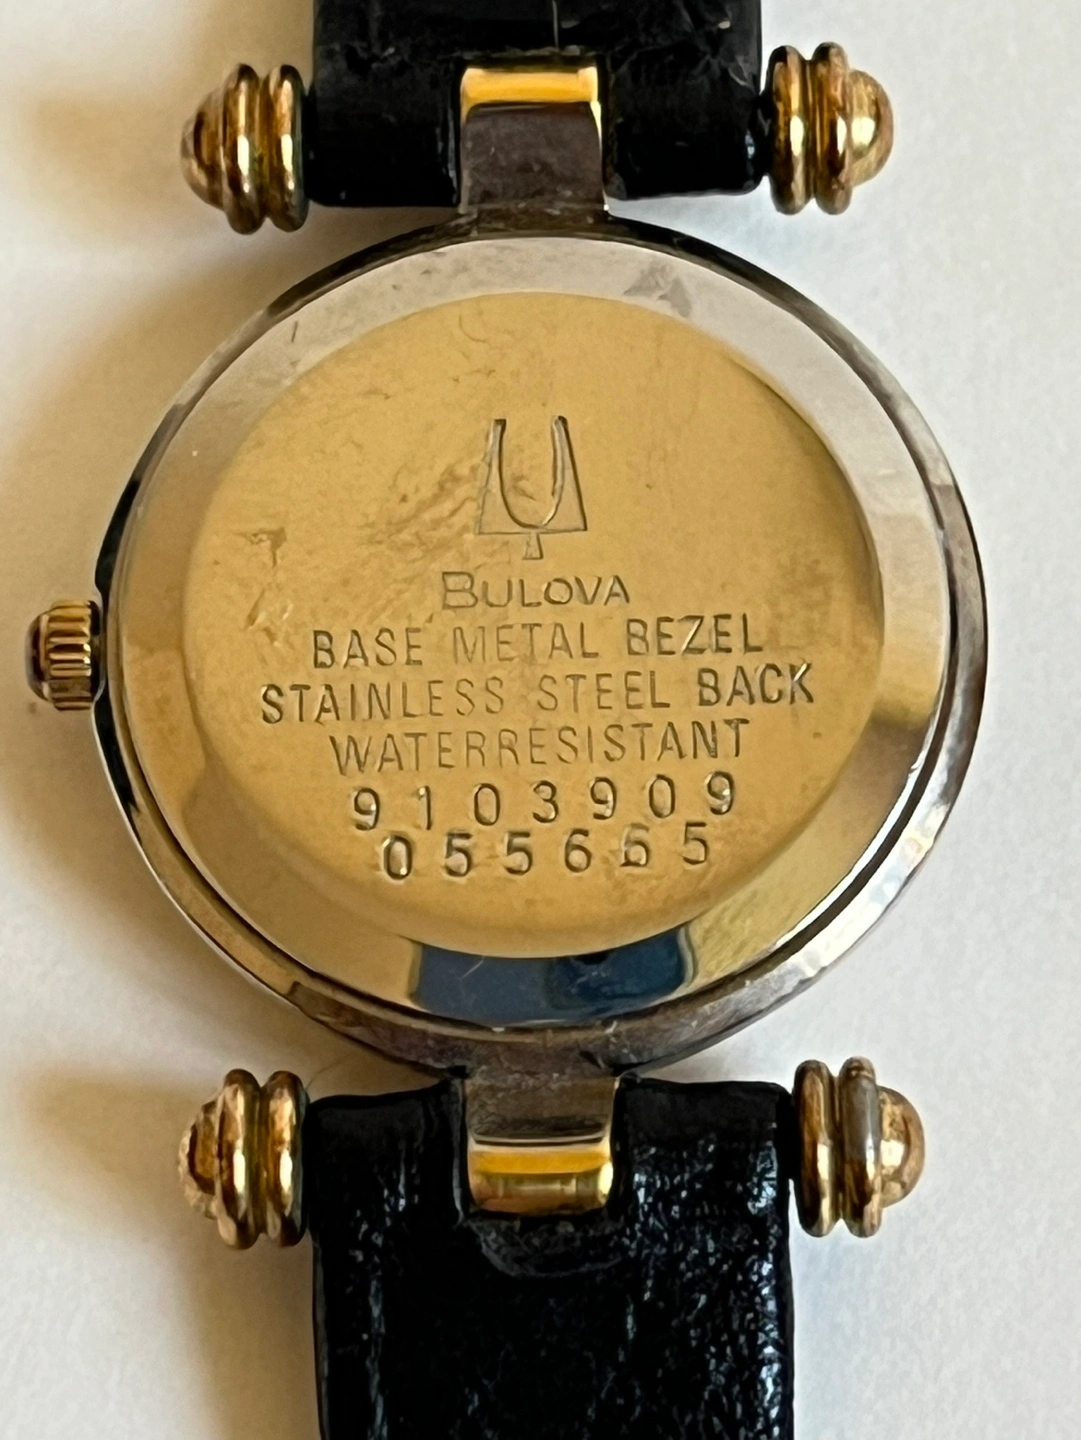 BULOVA
BASE METAL BEZEL
STAINLESS STEEL BACK
WATERRESISTANT
9103909
055665